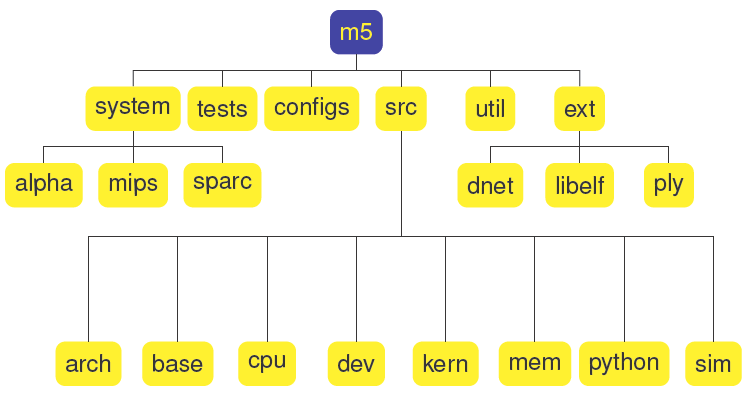 m5
system tests configs src util ext
alpha mips sparc dnet libelf ply
arch base cpu dev kern mem python sim